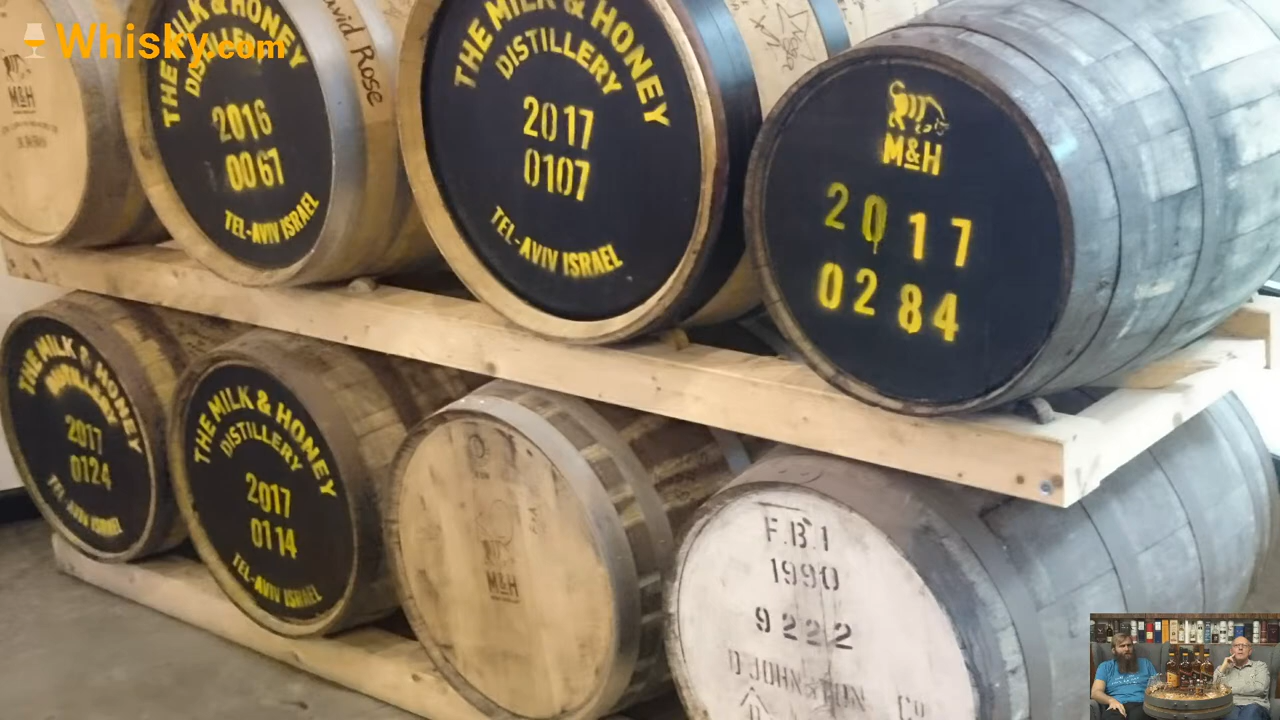 Whisky.com
M&H
THE MILK & HONEY
DISTILLERY
2016
0067
TEL-AVIV ISRAEL
David Rose
THE MILK & HONEY
DISTILLERY
2017
0107
TEL-AVIV ISRAEL
M&H
2017
0284
THE MILK & HONEY
DISTILLERY
2017
0124
TEL-AVIV ISRAEL
THE MILK & HONEY
DISTILLERY
2017
0114
TEL-AVIV ISRAEL
M&H
F.B.1
1990
9222
D JOHNSTON Co
D